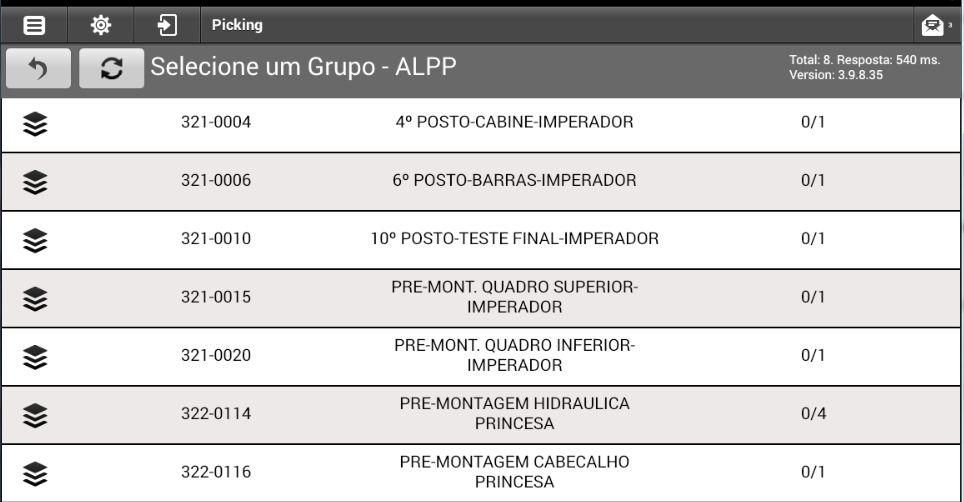 Picking
3
Selecione um Grupo - ALPP
Total: 8. Resposta: 540 ms.
Version: 3.9.8.35
321-0004 4º POSTO-CABINE-IMPERADOR 0/1
321-0006 6º POSTO-BARRAS-IMPERADOR 0/1
321-0010 10º POSTO-TESTE FINAL-IMPERADOR 0/1
PRE-MONT. QUADRO SUPERIOR-
321-0015 0/1
IMPERADOR
PRE-MONT. QUADRO INFERIOR-
321-0020 0/1
IMPERADOR
PRE-MONTAGEM HIDRAULICA
322-0114 0/4
PRINCESA
PRE-MONTAGEM CABECALHO
322-0116 0/1
PRINCESA